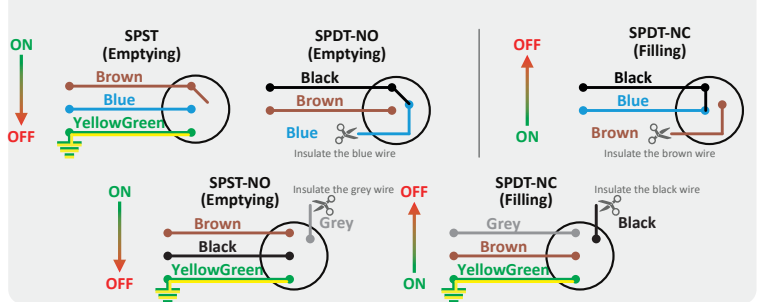 SPST
(Emptying)
ON
OFF
Brown
Blue
YellowGreen
SPDT-NO
(Emptying)
Black
Brown
Blue
Insulate the blue wire
SPDT-NC
(Filling)
OFF
ON
Black
Blue
Brown
Insulate the brown wire
SPST-NO
(Emptying)
ON
OFF
Insulate the grey wire
Brown
Grey
Black
YellowGreen
SPDT-NC
(Filling)
OFF
ON
Insulate the black wire
Grey
Black
Brown
YellowGreen